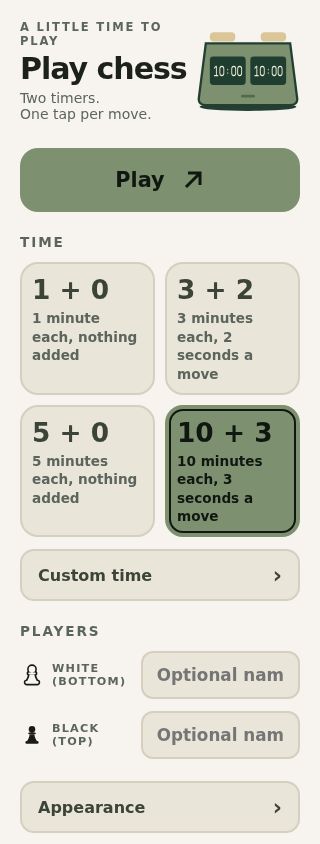 A LITTLE TIME TO
PLAY
Play chess
Two timers.
One tap per move.
10:00 10:00
Play
TIME
1 + 0
1 minute
each, nothing
added
3 + 2
3 minutes
each, 2
seconds a
move
5 + 0
5 minutes
each, nothing
added
10 + 3
10 minutes
each, 3
seconds a
move
Custom time
PLAYERS
WHITE
(BOTTOM)
Optional nam
BLACK
(TOP)
Optional nam
Appearance